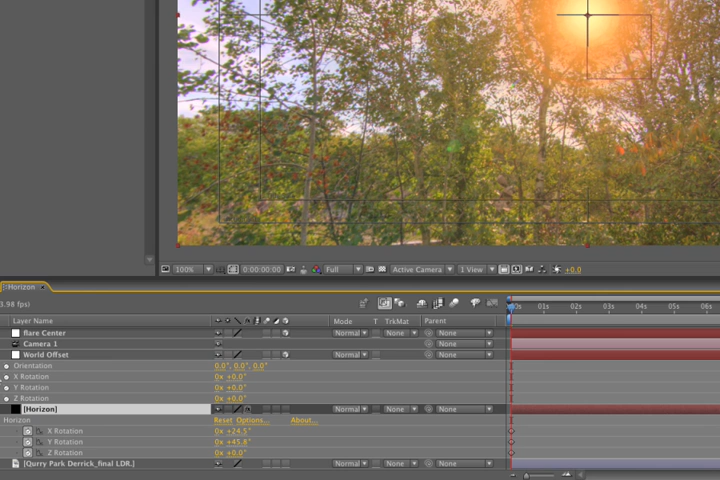 100% 0:00:00:00 Full Active Camera 1 View +0.0
Horizon
3.98 fps)
00s 01s 02s 03s 04s 05s 06s
Layer Name Mode T TrkMat Parent
flare Center Normal None None
Camera 1 None
World Offset Normal None None
Orientation 0.0°, 0.0°, 0.0°
X Rotation 0x +0.0°
Y Rotation 0x +0.0°
Z Rotation 0x +0.0°
[Horizon] Normal None None
Horizon Reset Options... About...
X Rotation 0x +24.5°
Y Rotation 0x +45.8°
Z Rotation 0x +0.0°
[Qurry Park Derrick_final LDR.] Normal None None